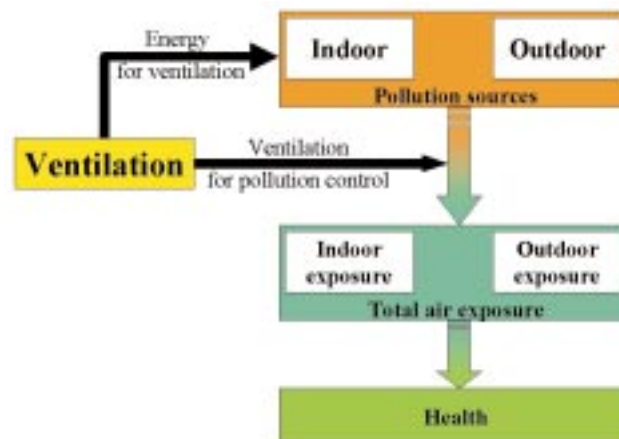 Energy
for ventilation
Indoor
Outdoor
Pollution sources
Ventilation
Ventilation
for pollution control
Indoor
exposure
Outdoor
exposure
Total air exposure
Health